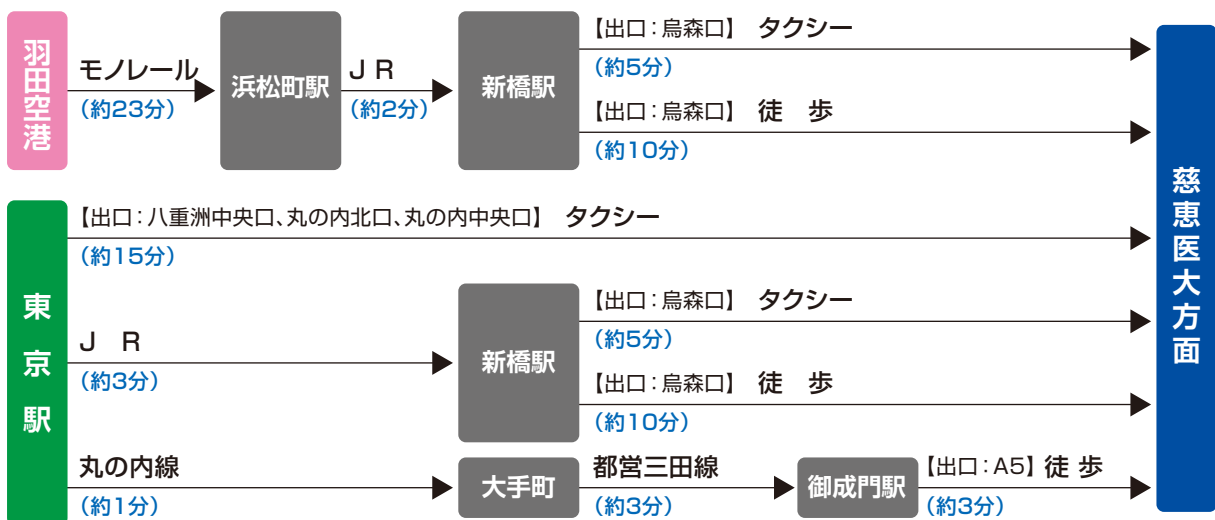 羽田空港
モノレール
（約23分）
浜松町駅
J R
（約2分）
新橋駅
【出口：烏森口】 タクシー
（約5分）
【出口：烏森口】 徒 歩
（約10分）
東京駅
【出口：八重洲中央口、丸の内北口、丸の内中央口】 タクシー
（約15分）
J R
（約3分）
新橋駅
【出口：烏森口】 タクシー
（約5分）
【出口：烏森口】 徒 歩
（約10分）
丸の内線
（約1分）
大手町
都営三田線
（約3分）
御成門駅
【出口：A5】 徒 歩
（約3分）
慈恵医大方面